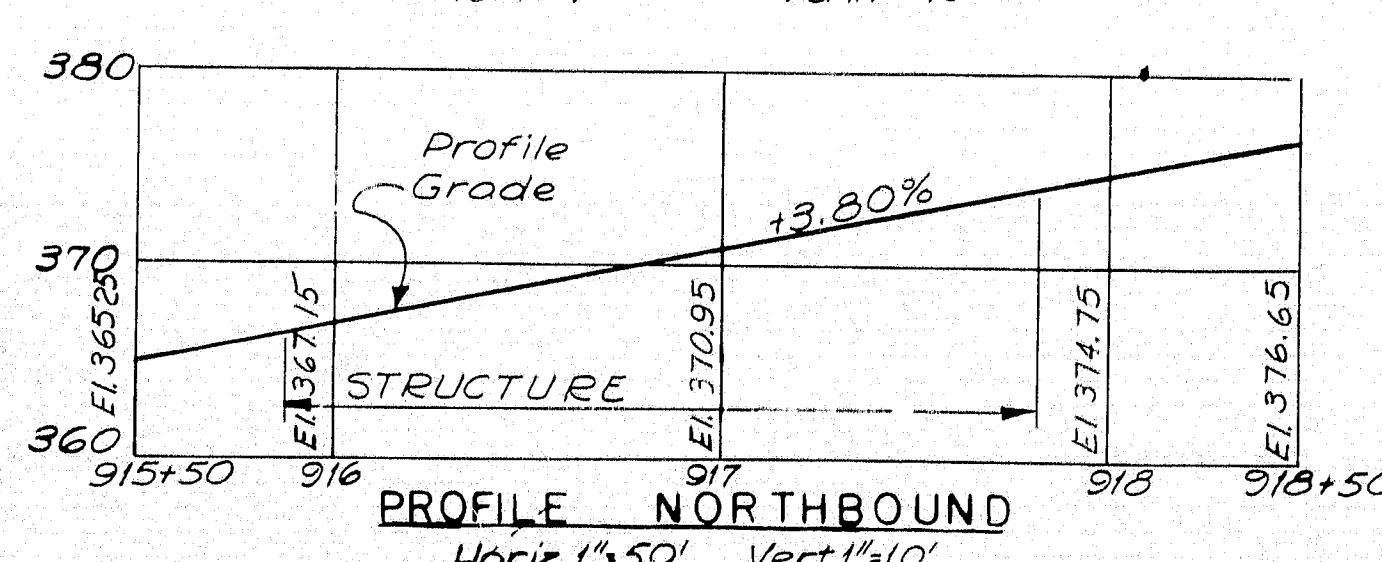 380
Profile
Grade
+3.80%
370
El. 365.25
El. 367.15
El. 370.95
El. 374.75
El. 376.65
STRUCTURE
360
915+50 916 917 918 918+50
PROFILE NORTHBOUND
Horiz 1"=50' Vert 1"=10'